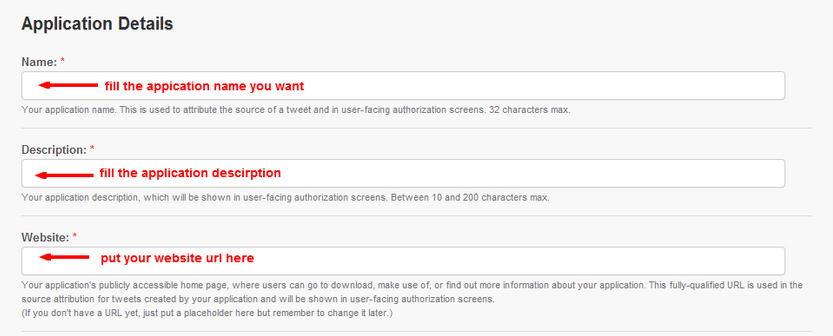 Application Details
Name: *
fill the appication name you want
Your application name. This is used to attribute the source of a tweet and in user-facing authorization screens. 32 characters max.
Description: *
fill the application descirption
Your application description, which will be shown in user-facing authorization screens. Between 10 and 200 characters max.
Website: *
put your website url here
Your application's publicly accessible home page, where users can go to download, make use of, or find out more information about your application. This fully-qualified URL is used in the
source attribution for tweets created by your application and will be shown in user-facing authorization screens.
(If you don't have a URL yet, just put a placeholder here but remember to change it later.)